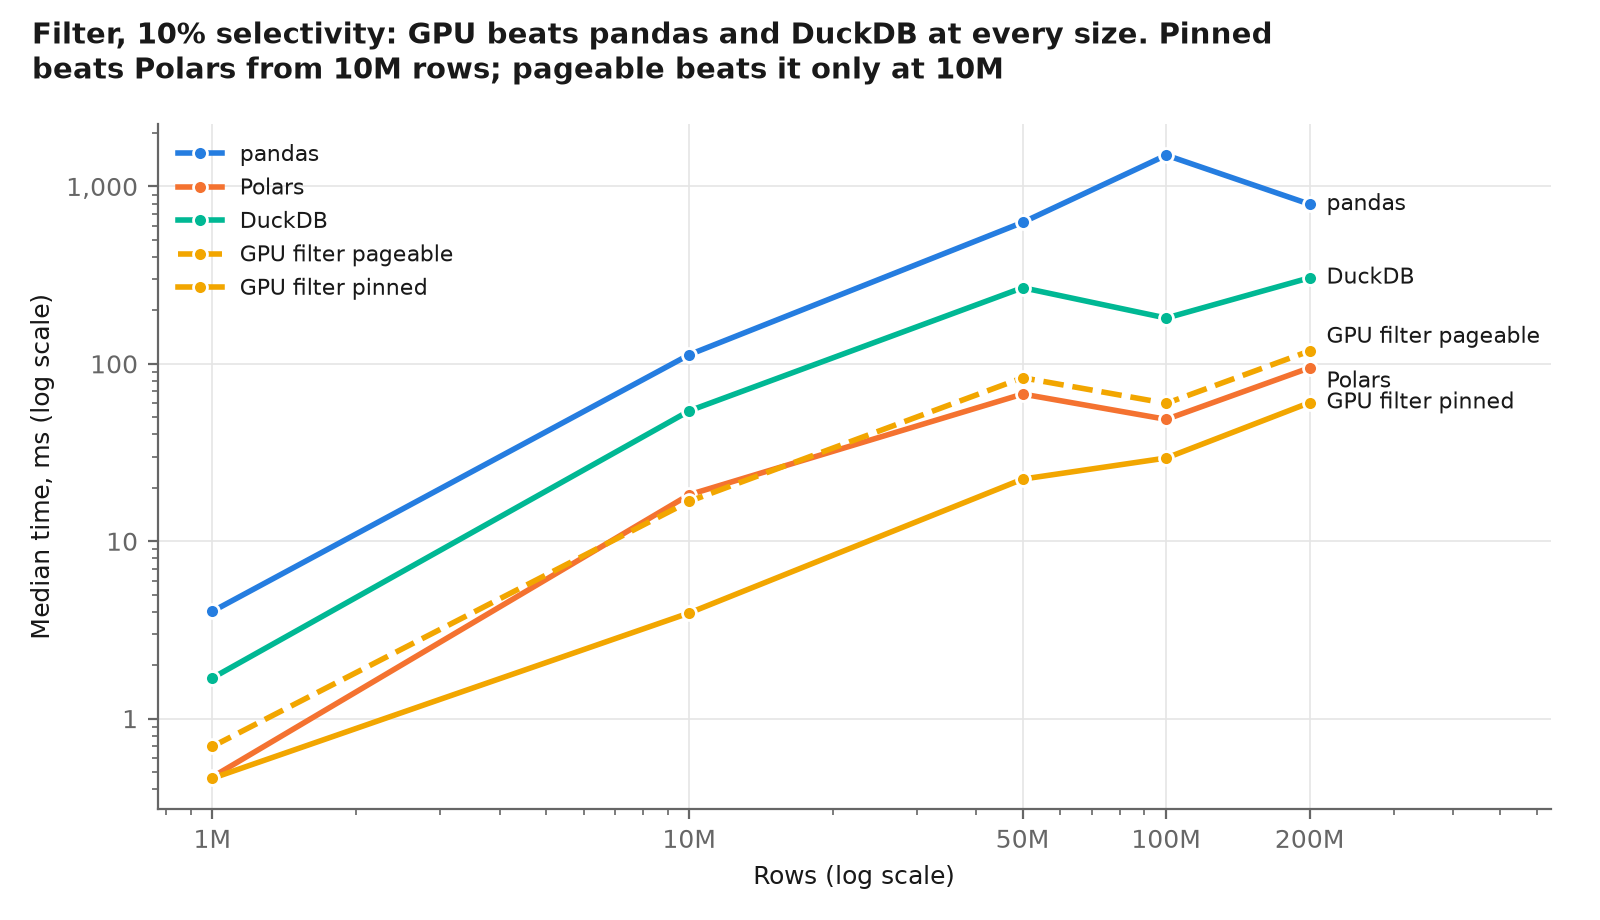 Filter, 10% selectivity: GPU beats pandas and DuckDB at every size. Pinned
beats Polars from 10M rows; pageable beats it only at 10M
pandas
Polars
DuckDB
GPU filter pageable
GPU filter pinned
1,000
100
10
1
Median time, ms (log scale)
pandas
DuckDB
GPU filter pageable
Polars
GPU filter pinned
1M
10M
50M
100M
200M
Rows (log scale)